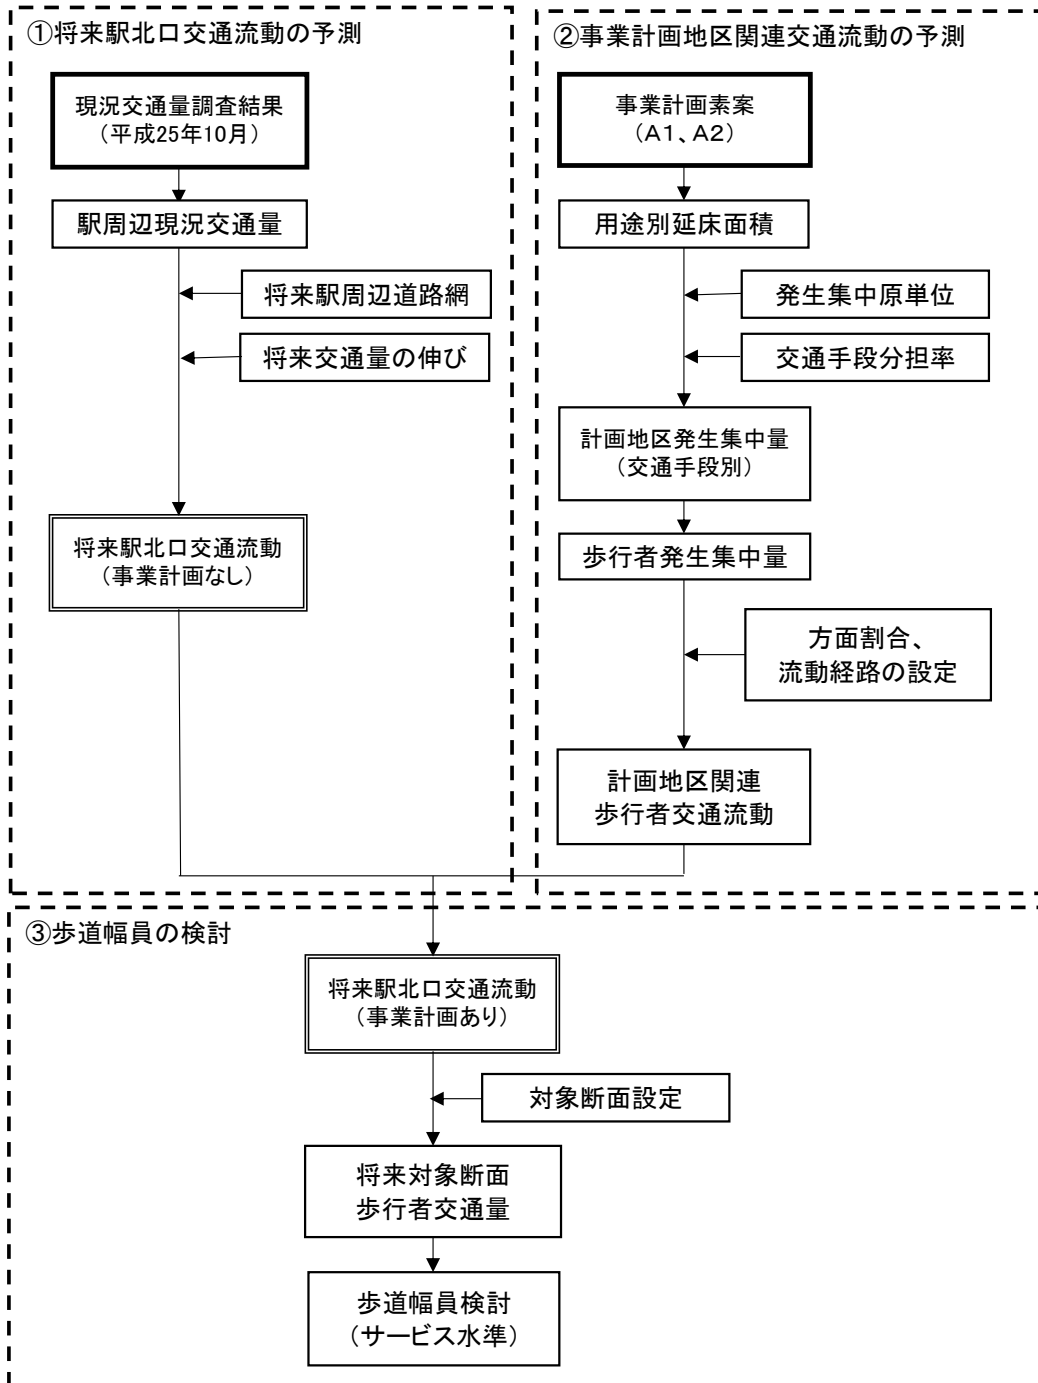 ①将来駅北口交通流動の予測
現況交通量調査結果
（平成25年10月）
駅周辺現況交通量
将来駅周辺道路網
将来交通量の伸び
将来駅北口交通流動
（事業計画なし）
②事業計画地区関連交通流動の予測
事業計画素案
（A1、A2）
用途別延床面積
発生集中原単位
交通手段分担率
計画地区発生集中量
（交通手段別）
歩行者発生集中量
方面割合、
流動経路の設定
計画地区関連
歩行者交通流動
③歩道幅員の検討
将来駅北口交通流動
（事業計画あり）
対象断面設定
将来対象断面
歩行者交通量
歩道幅員検討
（サービス水準）